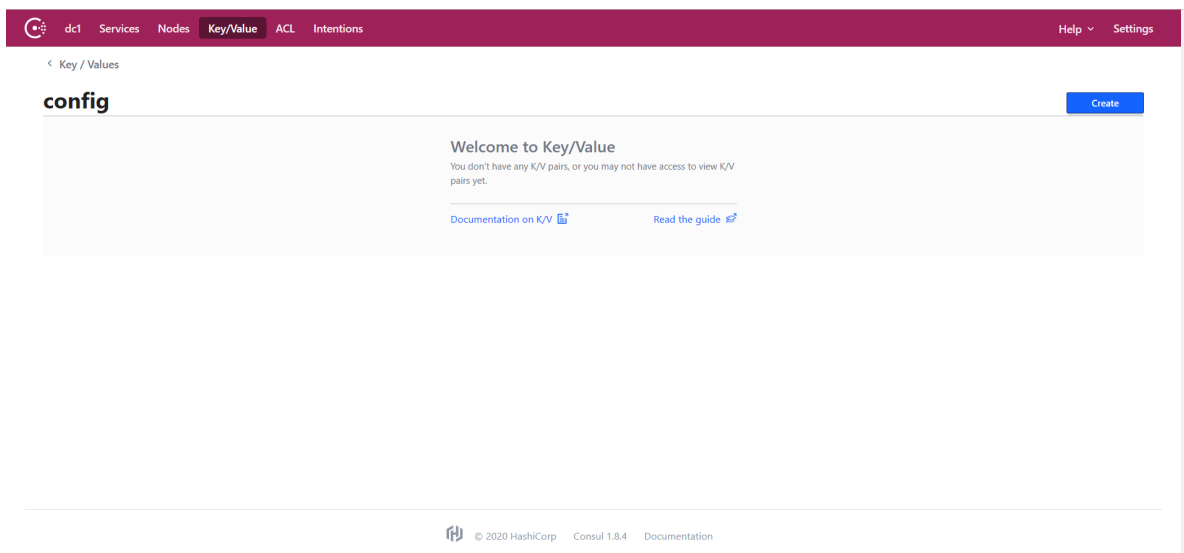 dc1 Services Nodes Key/Value ACL Intentions Help Settings
Key / Values
config
Create
Welcome to Key/Value
You don't have any K/V pairs, or you may not have access to view K/V
pairs yet.
Documentation on K/V Read the guide
© 2020 HashiCorp Consul 1.8.4 Documentation